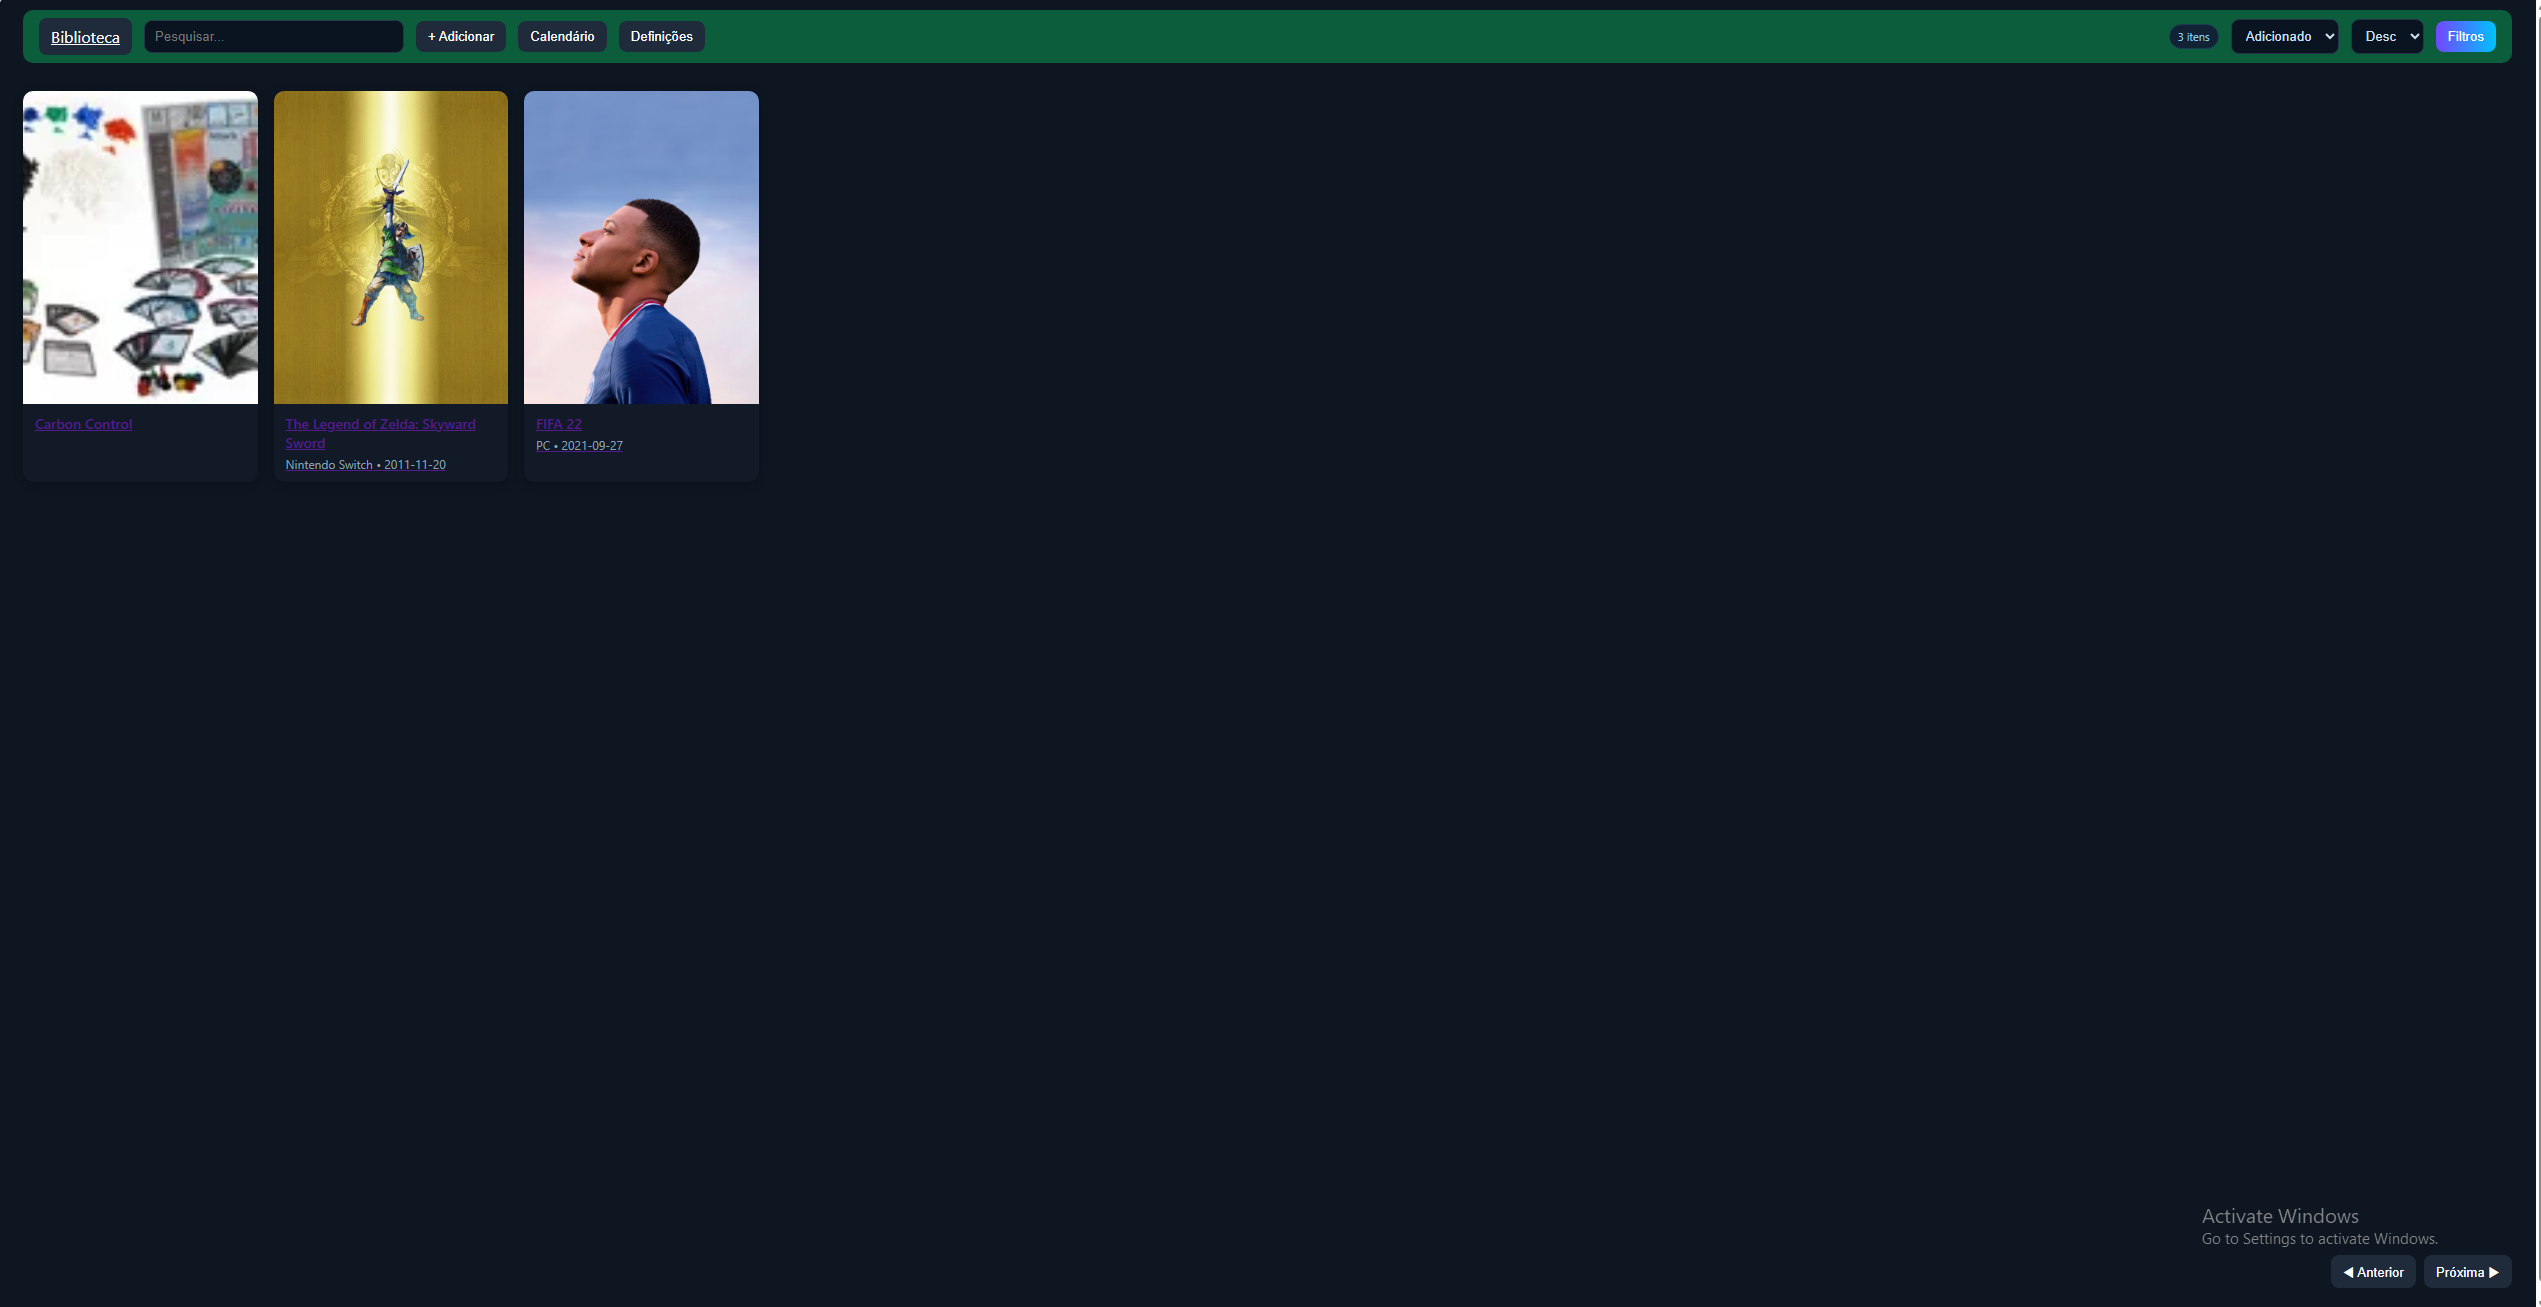 Biblioteca
Pesquisar...
+ Adicionar
Calendário
Definições
3 itens
Adicionado
Desc
Filtros
Carbon Control
The Legend of Zelda: Skyward
Sword
Nintendo Switch • 2011-11-20
FIFA 22
PC • 2021-09-27
Activate Windows
Go to Settings to activate Windows.
◀ Anterior
Próxima ▶